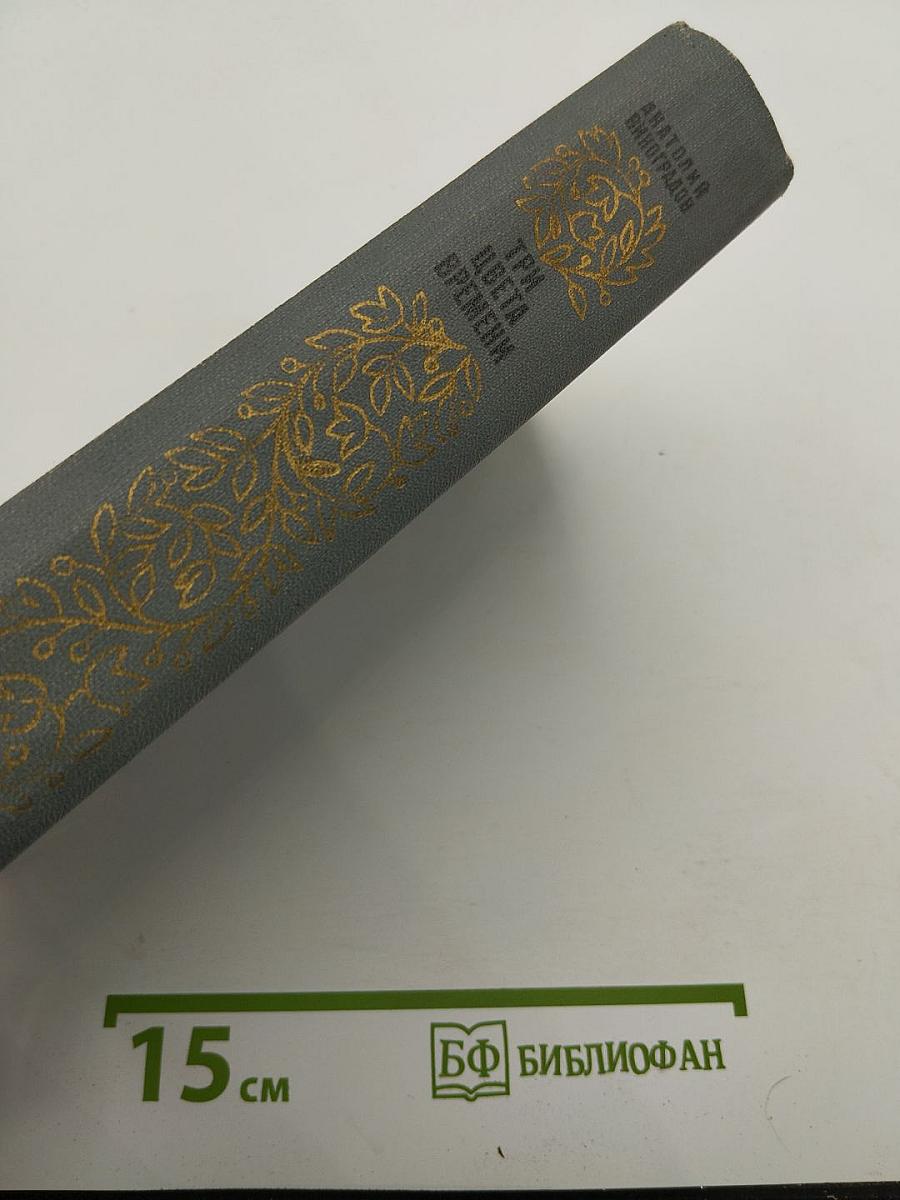 АНАТОЛИЙ
ВИНОГРАДОВ
ТРИ
ЦВЕТА
ВРЕМЕНИ
15 см
БФ БИБЛИОФАН